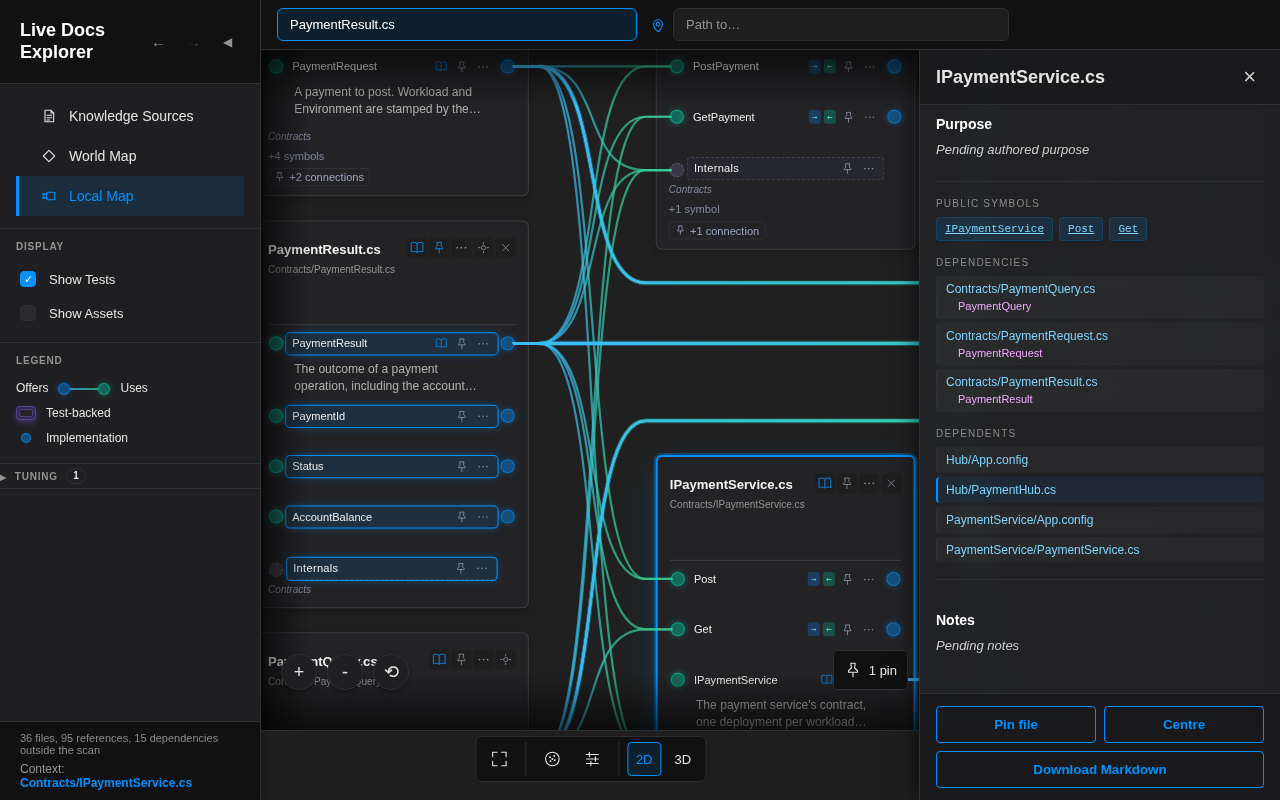 Live Docs
Explorer
PaymentResult.cs
Path to…
Knowledge Sources
World Map
Local Map
DISPLAY
Show Tests
Show Assets
LEGEND
Offers
Uses
Test-backed
Implementation
TUNING 1
36 files, 95 references, 15 dependencies
outside the scan
Context:
Contracts/IPaymentService.cs
PaymentRequest
A payment to post. Workload and
Environment are stamped by the…
Contracts
+4 symbols
+2 connections
PaymentResult.cs
Contracts/PaymentResult.cs
PaymentResult
The outcome of a payment
operation, including the account…
PaymentId
Status
AccountBalance
Internals
Contracts
+
-
PostPayment
GetPayment
Internals
Contracts
+1 symbol
+1 connection
IPaymentService.cs
Contracts/IPaymentService.cs
Post
Get
IPaymentService
The payment service's contract,
one deployment per workload…
1 pin
2D
3D
IPaymentService.cs
Purpose
Pending authored purpose
PUBLIC SYMBOLS
IPaymentService
Post
Get
DEPENDENCIES
Contracts/PaymentQuery.cs
PaymentQuery
Contracts/PaymentRequest.cs
PaymentRequest
Contracts/PaymentResult.cs
PaymentResult
DEPENDENTS
Hub/App.config
Hub/PaymentHub.cs
PaymentService/App.config
PaymentService/PaymentService.cs
Notes
Pending notes
Pin file
Centre
Download Markdown